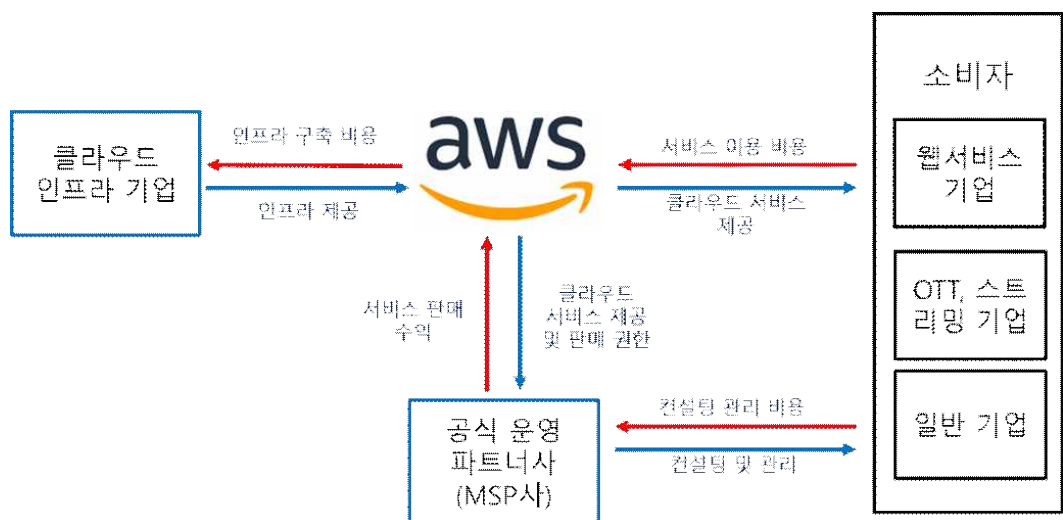 소비자
클라우드
인프라 기업
인프라 구축 비용
인프라 제공
aws
서비스 이용 비용
클라우드 서비스
제공
웹서비스
기업
OTT, 스트
리밍 기업
일반 기업
서비스 판매
수익
클라우드
서비스 제공
및 판매 권한
공식 운영
파트너사
(MSP사)
컨설팅 관리 비용
컨설팅 및 관리